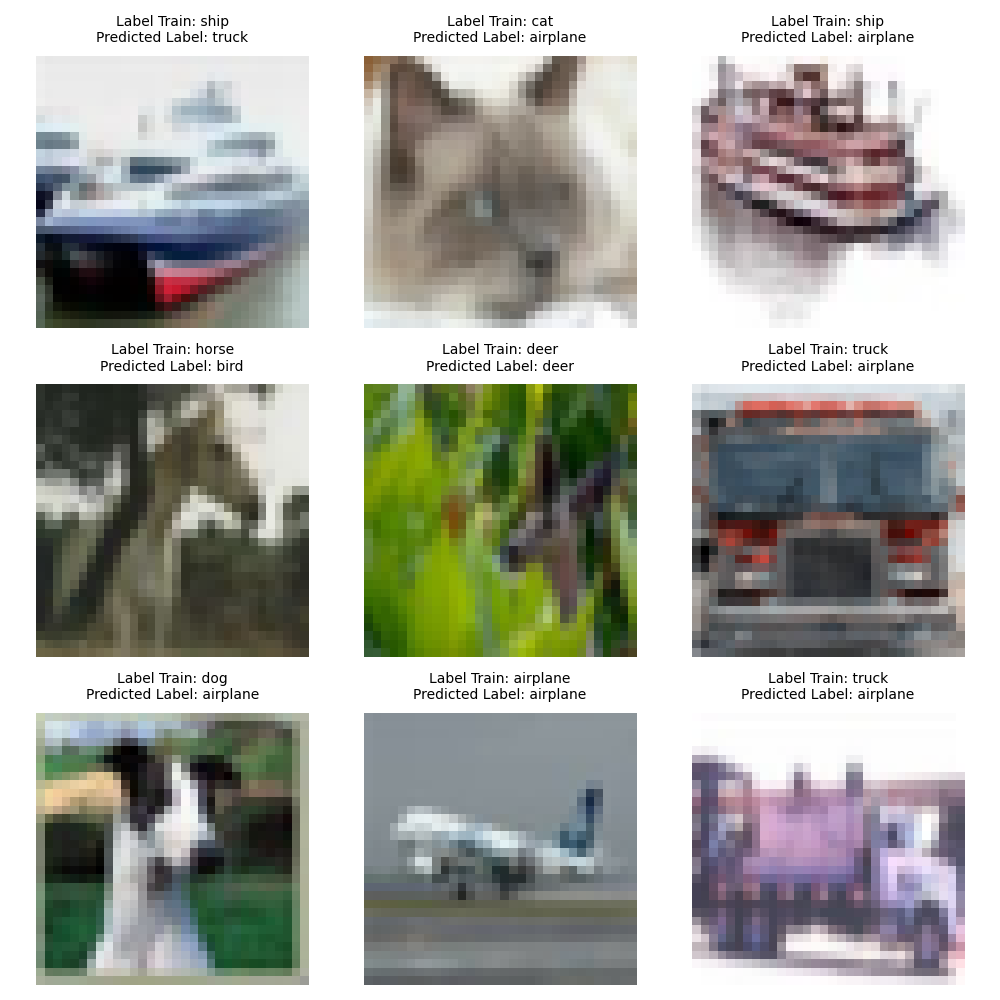 Label Train: ship
Predicted Label: truck
Label Train: cat
Predicted Label: airplane
Label Train: ship
Predicted Label: airplane
Label Train: horse
Predicted Label: bird
Label Train: deer
Predicted Label: deer
Label Train: truck
Predicted Label: airplane
Label Train: dog
Predicted Label: airplane
Label Train: airplane
Predicted Label: airplane
Label Train: truck
Predicted Label: airplane